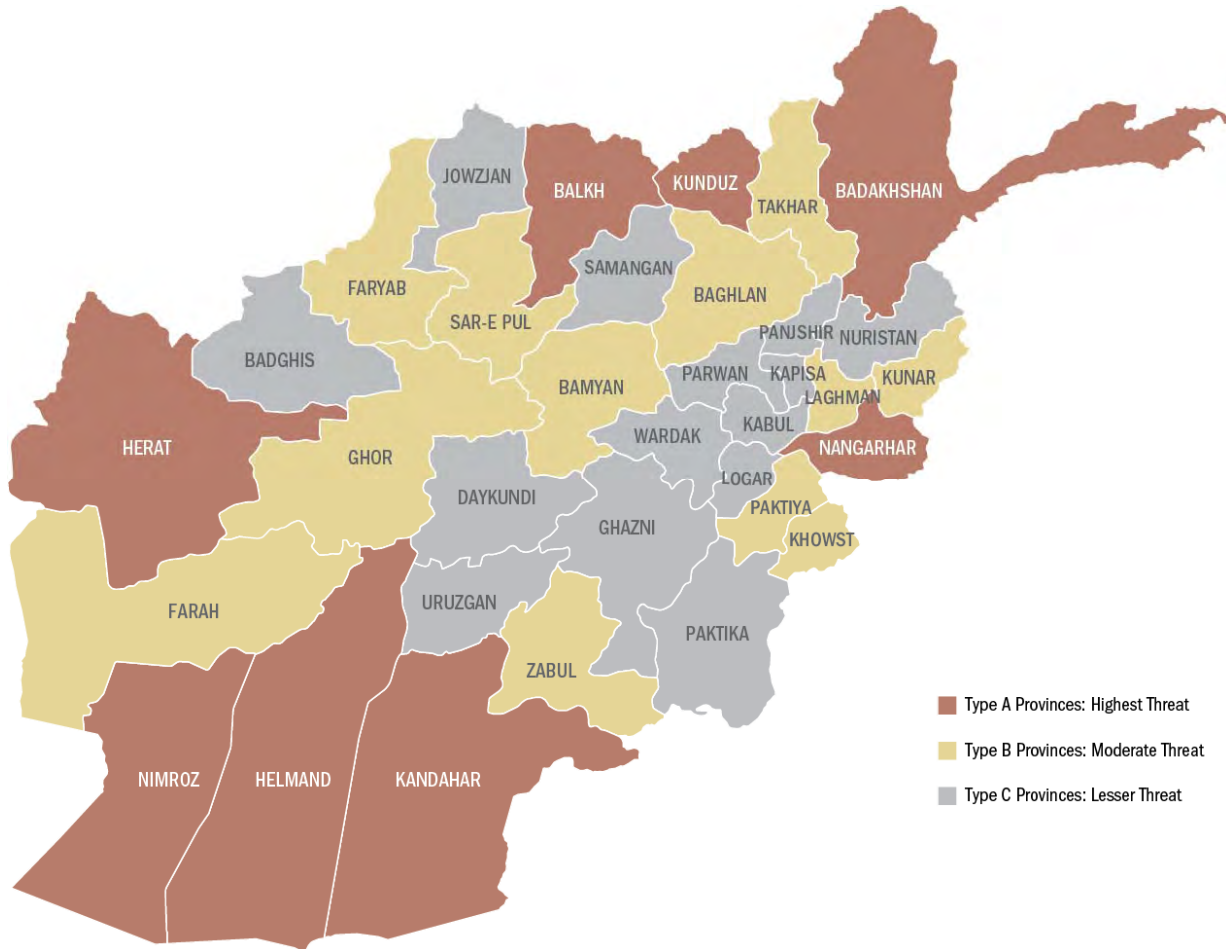 JOWZJAN
BALKH
KUNDUZ
TAKHAR
BADAKHSHAN
FARYAB
SAR-E PUL
SAMANGAN
BAGHLAN
PANJSHIR
NURISTAN
BADGHIS
BAMYAN
PARWAN
KAPISA
KUNAR
LAGHMAN
HERAT
GHOR
WARDAK
KABUL
NANGARHAR
DAYKUNDI
GHAZNI
LOGAR
PAKTIYA
KHOWST
FARAH
URUZGAN
ZABUL
PAKTIKA
NIMROZ
HELMAND
KANDAHAR
Type A Provinces: Highest Threat
Type B Provinces: Moderate Threat
Type C Provinces: Lesser Threat